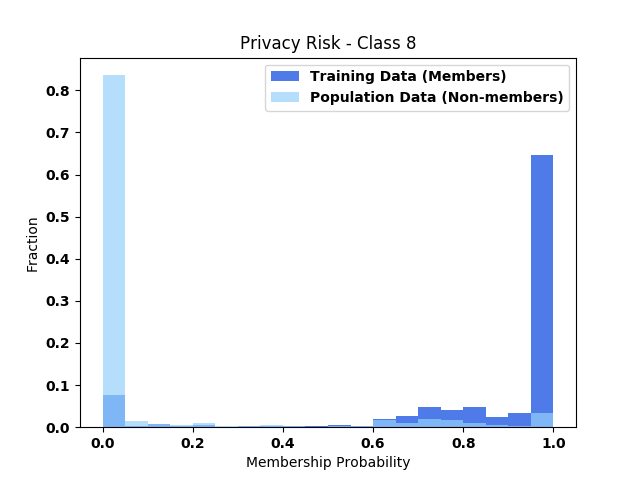 Privacy Risk - Class 8
Training Data (Members)
Population Data (Non-members)
Fraction
0.8
0.7
0.6
0.5
0.4
0.3
0.2
0.1
0.0
0.0 0.2 0.4 0.6 0.8 1.0
Membership Probability